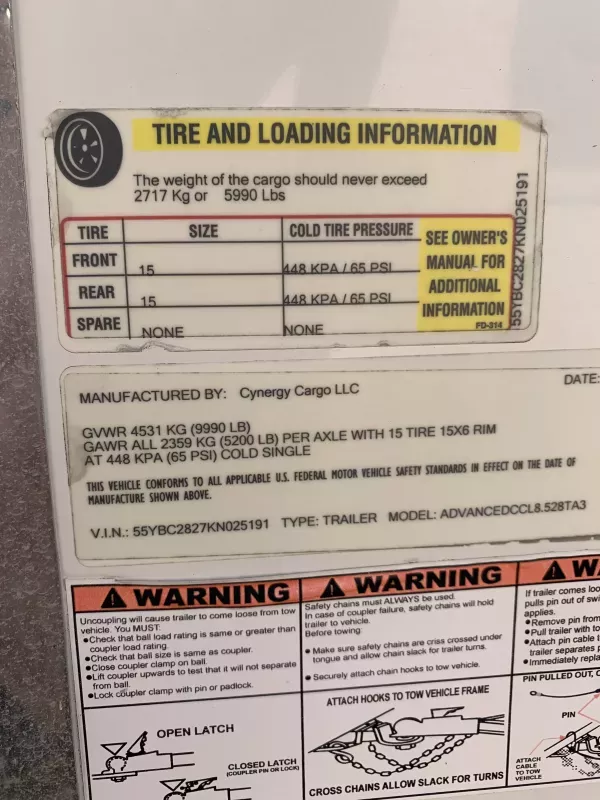 TIRE AND LOADING INFORMATION
The weight of the cargo should never exceed
2717 Kg or 5990 Lbs
TIRE SIZE COLD TIRE PRESSURE
FRONT 15 448 KPA / 65 PSI
REAR 15 448 KPA / 65 PSI
SPARE NONE NONE
SEE OWNER'S
MANUAL FOR
ADDITIONAL
INFORMATION
FD-314
55YBC2827KN025191
MANUFACTURED BY: Cynergy Cargo LLC
DATE:
GVWR 4531 KG (9990 LB)
GAWR ALL 2359 KG (5200 LB) PER AXLE WITH 15 TIRE 15X6 RIM
AT 448 KPA (65 PSI) COLD SINGLE
THIS VEHICLE CONFORMS TO ALL APPLICABLE U.S. FEDERAL MOTOR VEHICLE SAFETY STANDARDS IN EFFECT ON THE DATE OF
MANUFACTURE SHOWN ABOVE.
V.I.N.: 55YBC2827KN025191 TYPE: TRAILER MODEL: ADVANCEDCCL8.528TA3
WARNING
Uncoupling will cause trailer to come loose from tow
vehicle. You MUST:
●Check that ball load rating is same or greater than
coupler load rating.
●Check that ball size is same as coupler.
●Close coupler clamp on ball.
●Lift coupler upwards to test that it will not separate
from ball.
●Lock coupler clamp with pin or padlock.
OPEN LATCH
CLOSED LATCH
(COUPLER PIN OR LOCK)
WARNING
Safety chains must ALWAYS be used.
In case of coupler failure, safety chains will hold
trailer to vehicle.
Before towing:
● Make sure safety chains are criss crossed under
tongue and allow chain slack for trailer turns.
● Securely attach chain hooks to tow vehicle.
ATTACH HOOKS TO TOW VEHICLE FRAME
CROSS CHAINS ALLOW SLACK FOR TURNS
If trailer comes
pulls pin out of
applies.
●Remove pin from
●Pull trailer with
●Attach pin cable
trailer separates
●Immediately
PIN PULLED OUT,
PIN
ATTACH
CABLE
TO TOW
VEHICLE